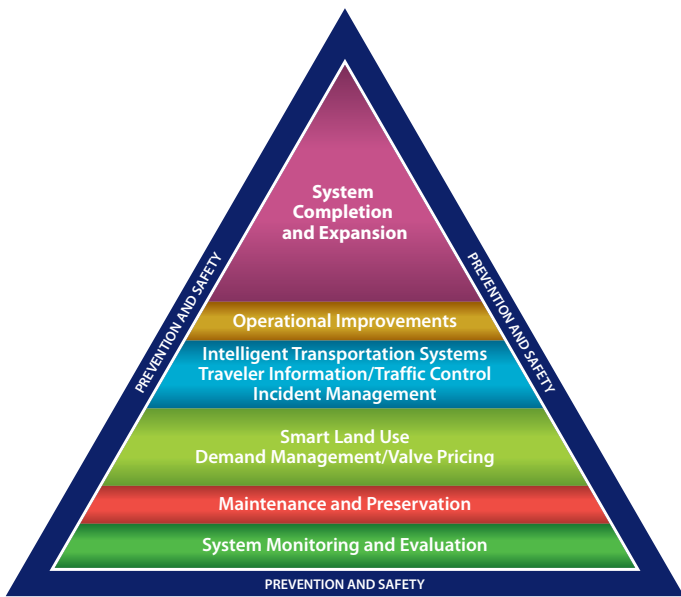 System
Completion
and Expansion
PREVENTION AND SAFETY
PREVENTION AND SAFETY
Operational Improvements
Intelligent Transportation Systems
Traveler Information/Traffic Control
Incident Management
Smart Land Use
Demand Management/Valve Pricing
Maintenance and Preservation
System Monitoring and Evaluation
PREVENTION AND SAFETY